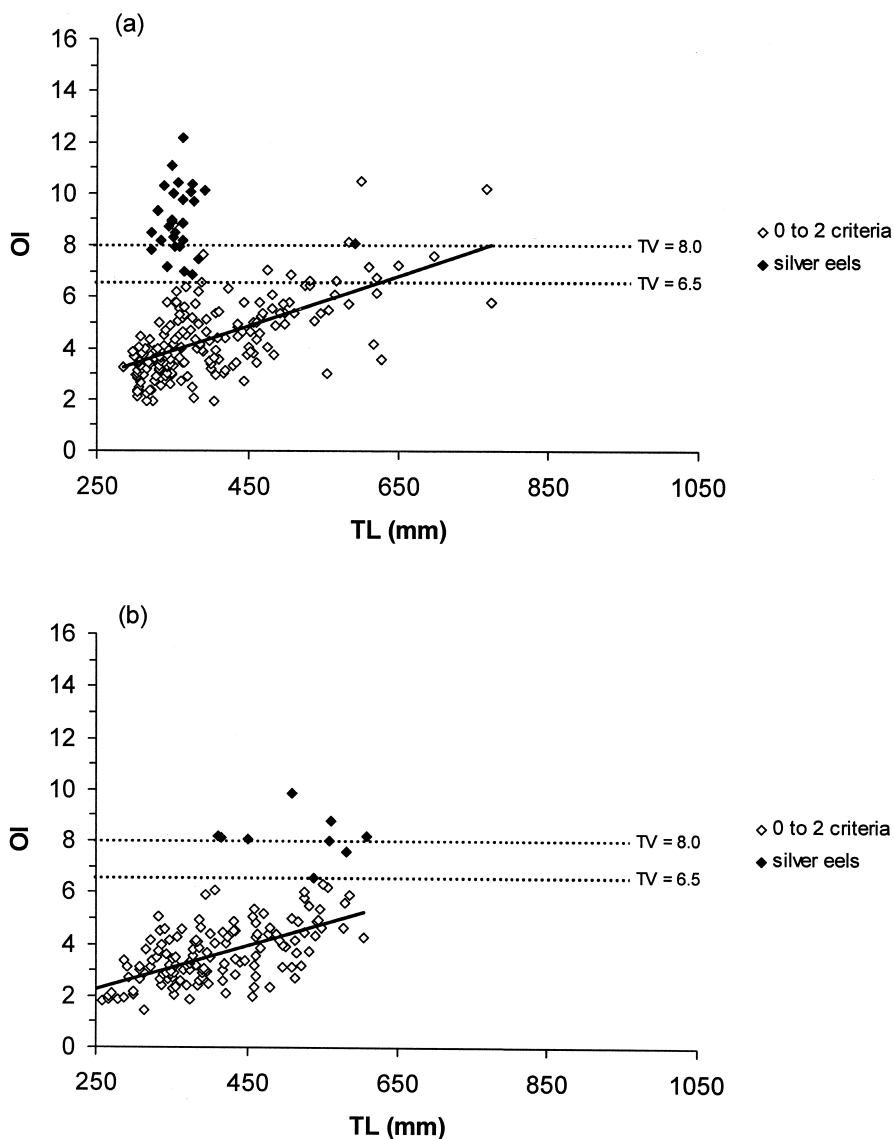 (a)
16
14
12
10
8
6
4
2
0
OI
TV = 8.0
TV = 6.5
0 to 2 criteria
silver eels
250 450 650 850 1050
TL (mm)
(b)
16
14
12
10
8
6
4
2
0
OI
TV = 8.0
TV = 6.5
0 to 2 criteria
silver eels
250 450 650 850 1050
TL (mm)